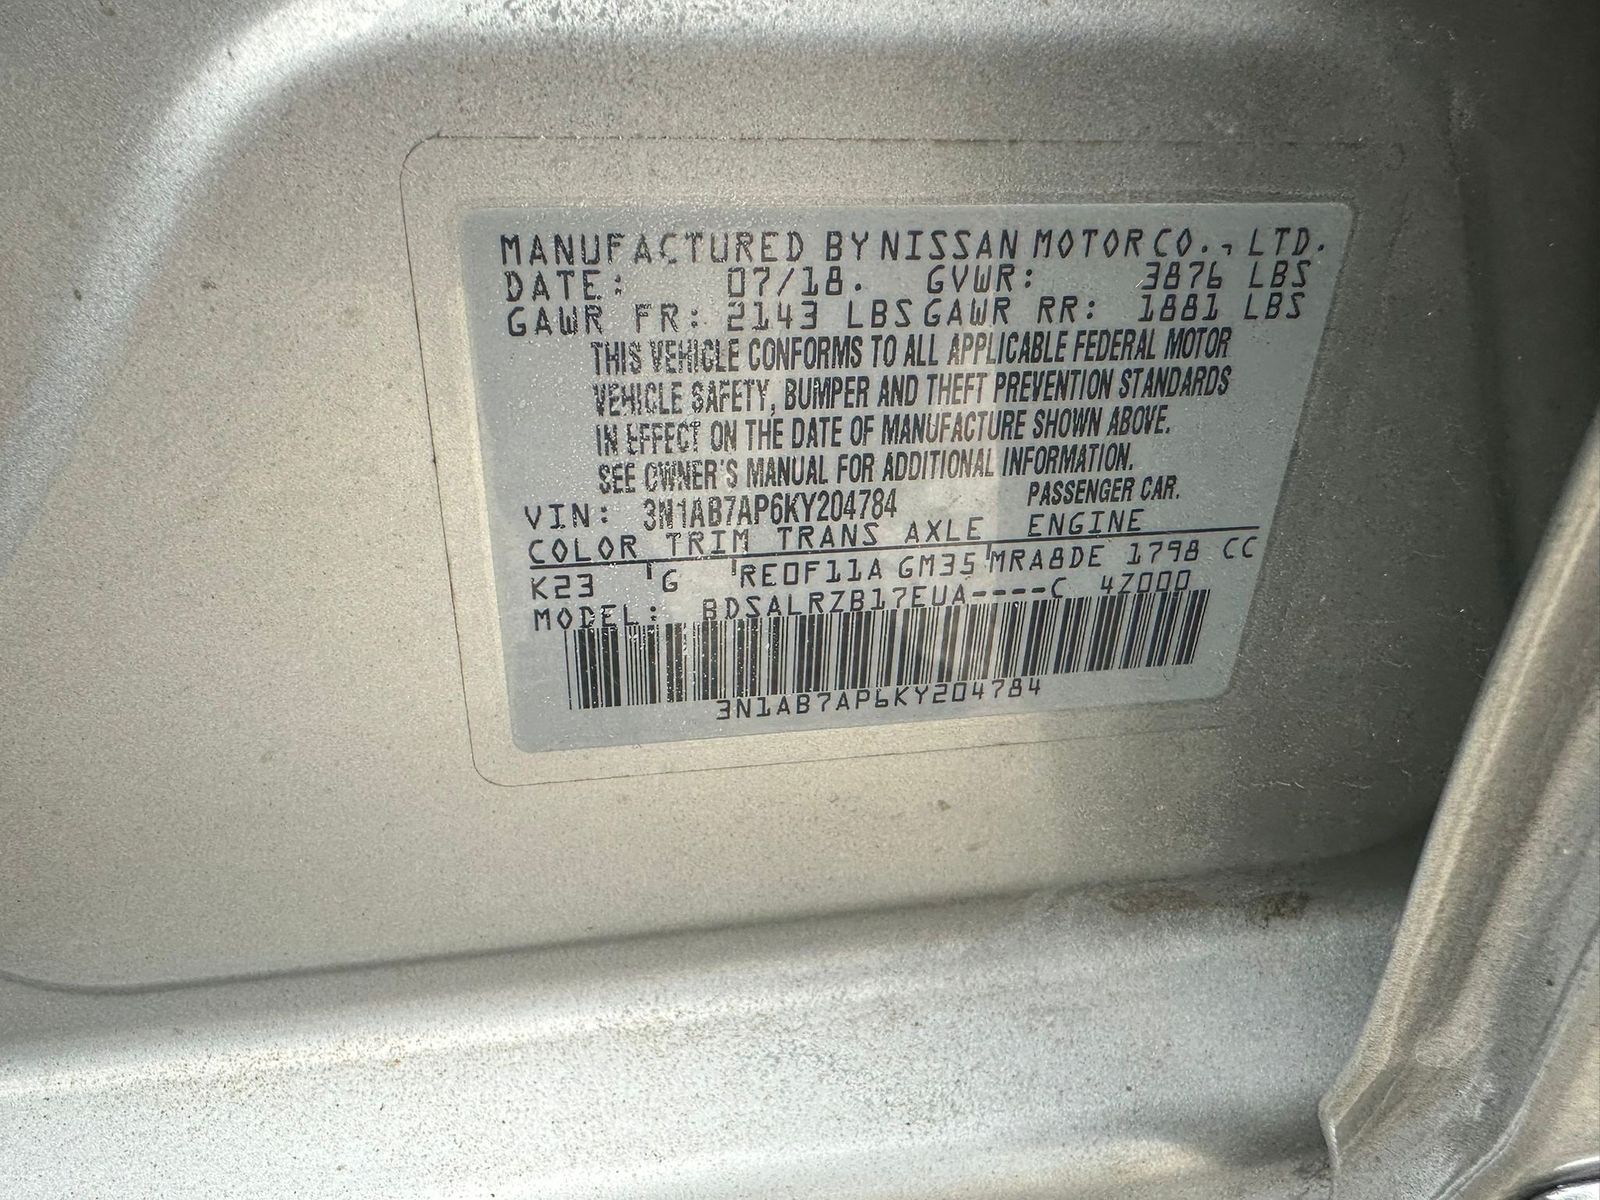 MANUFACTURED BY NISSAN MOTOR CO., LTD.
DATE: 07/18. GVWR: 3876 LBS
GAWR FR: 2143 LBS GAWR RR: 1881 LBS
THIS VEHICLE CONFORMS TO ALL APPLICABLE FEDERAL MOTOR
VEHICLE SAFETY, BUMPER AND THEFT PREVENTION STANDARDS
IN EFFECT ON THE DATE OF MANUFACTURE SHOWN ABOVE.
SEE OWNER'S MANUAL FOR ADDITIONAL INFORMATION.
VIN: 3N1AB7AP6KY204784 PASSENGER CAR.
COLOR TRIM TRANS AXLE ENGINE
K23 'G 'RE0F11A GM35'MRA8DE 1798 CC
MODEL: BDSALRZB17EUA----C 4Z000
3N1AB7AP6KY204784